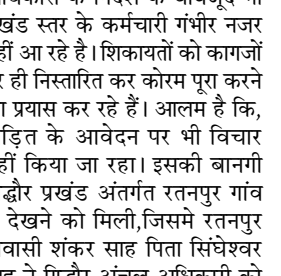 खंड स्तर के कर्मचारी गंभीर नजर
हीं आ रहे है। शिकायतों को कागजों
र ही निस्तारित कर कोरम पूरा करने
ा प्रयास कर रहे हैं। आलम है कि,
ड़ित के आवेदन पर भी विचार
हीं किया जा रहा। इसकी बानगी
द्धौर प्रखंड अंतर्गत रतनपुर गांव
देखने को मिली,जिसमे रतनपुर
वासी शंकर साह पिता सिंघेश्वर